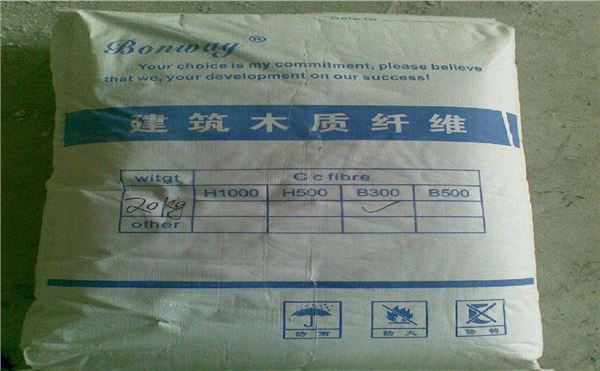 Bonway ®
Your choice is my commitment, please believe
that we, your development on our success!
建筑木质纤维
witgt C c fibre
H1000 H500 B300 B500
20kg ✓
other
防雨 防火 防钩